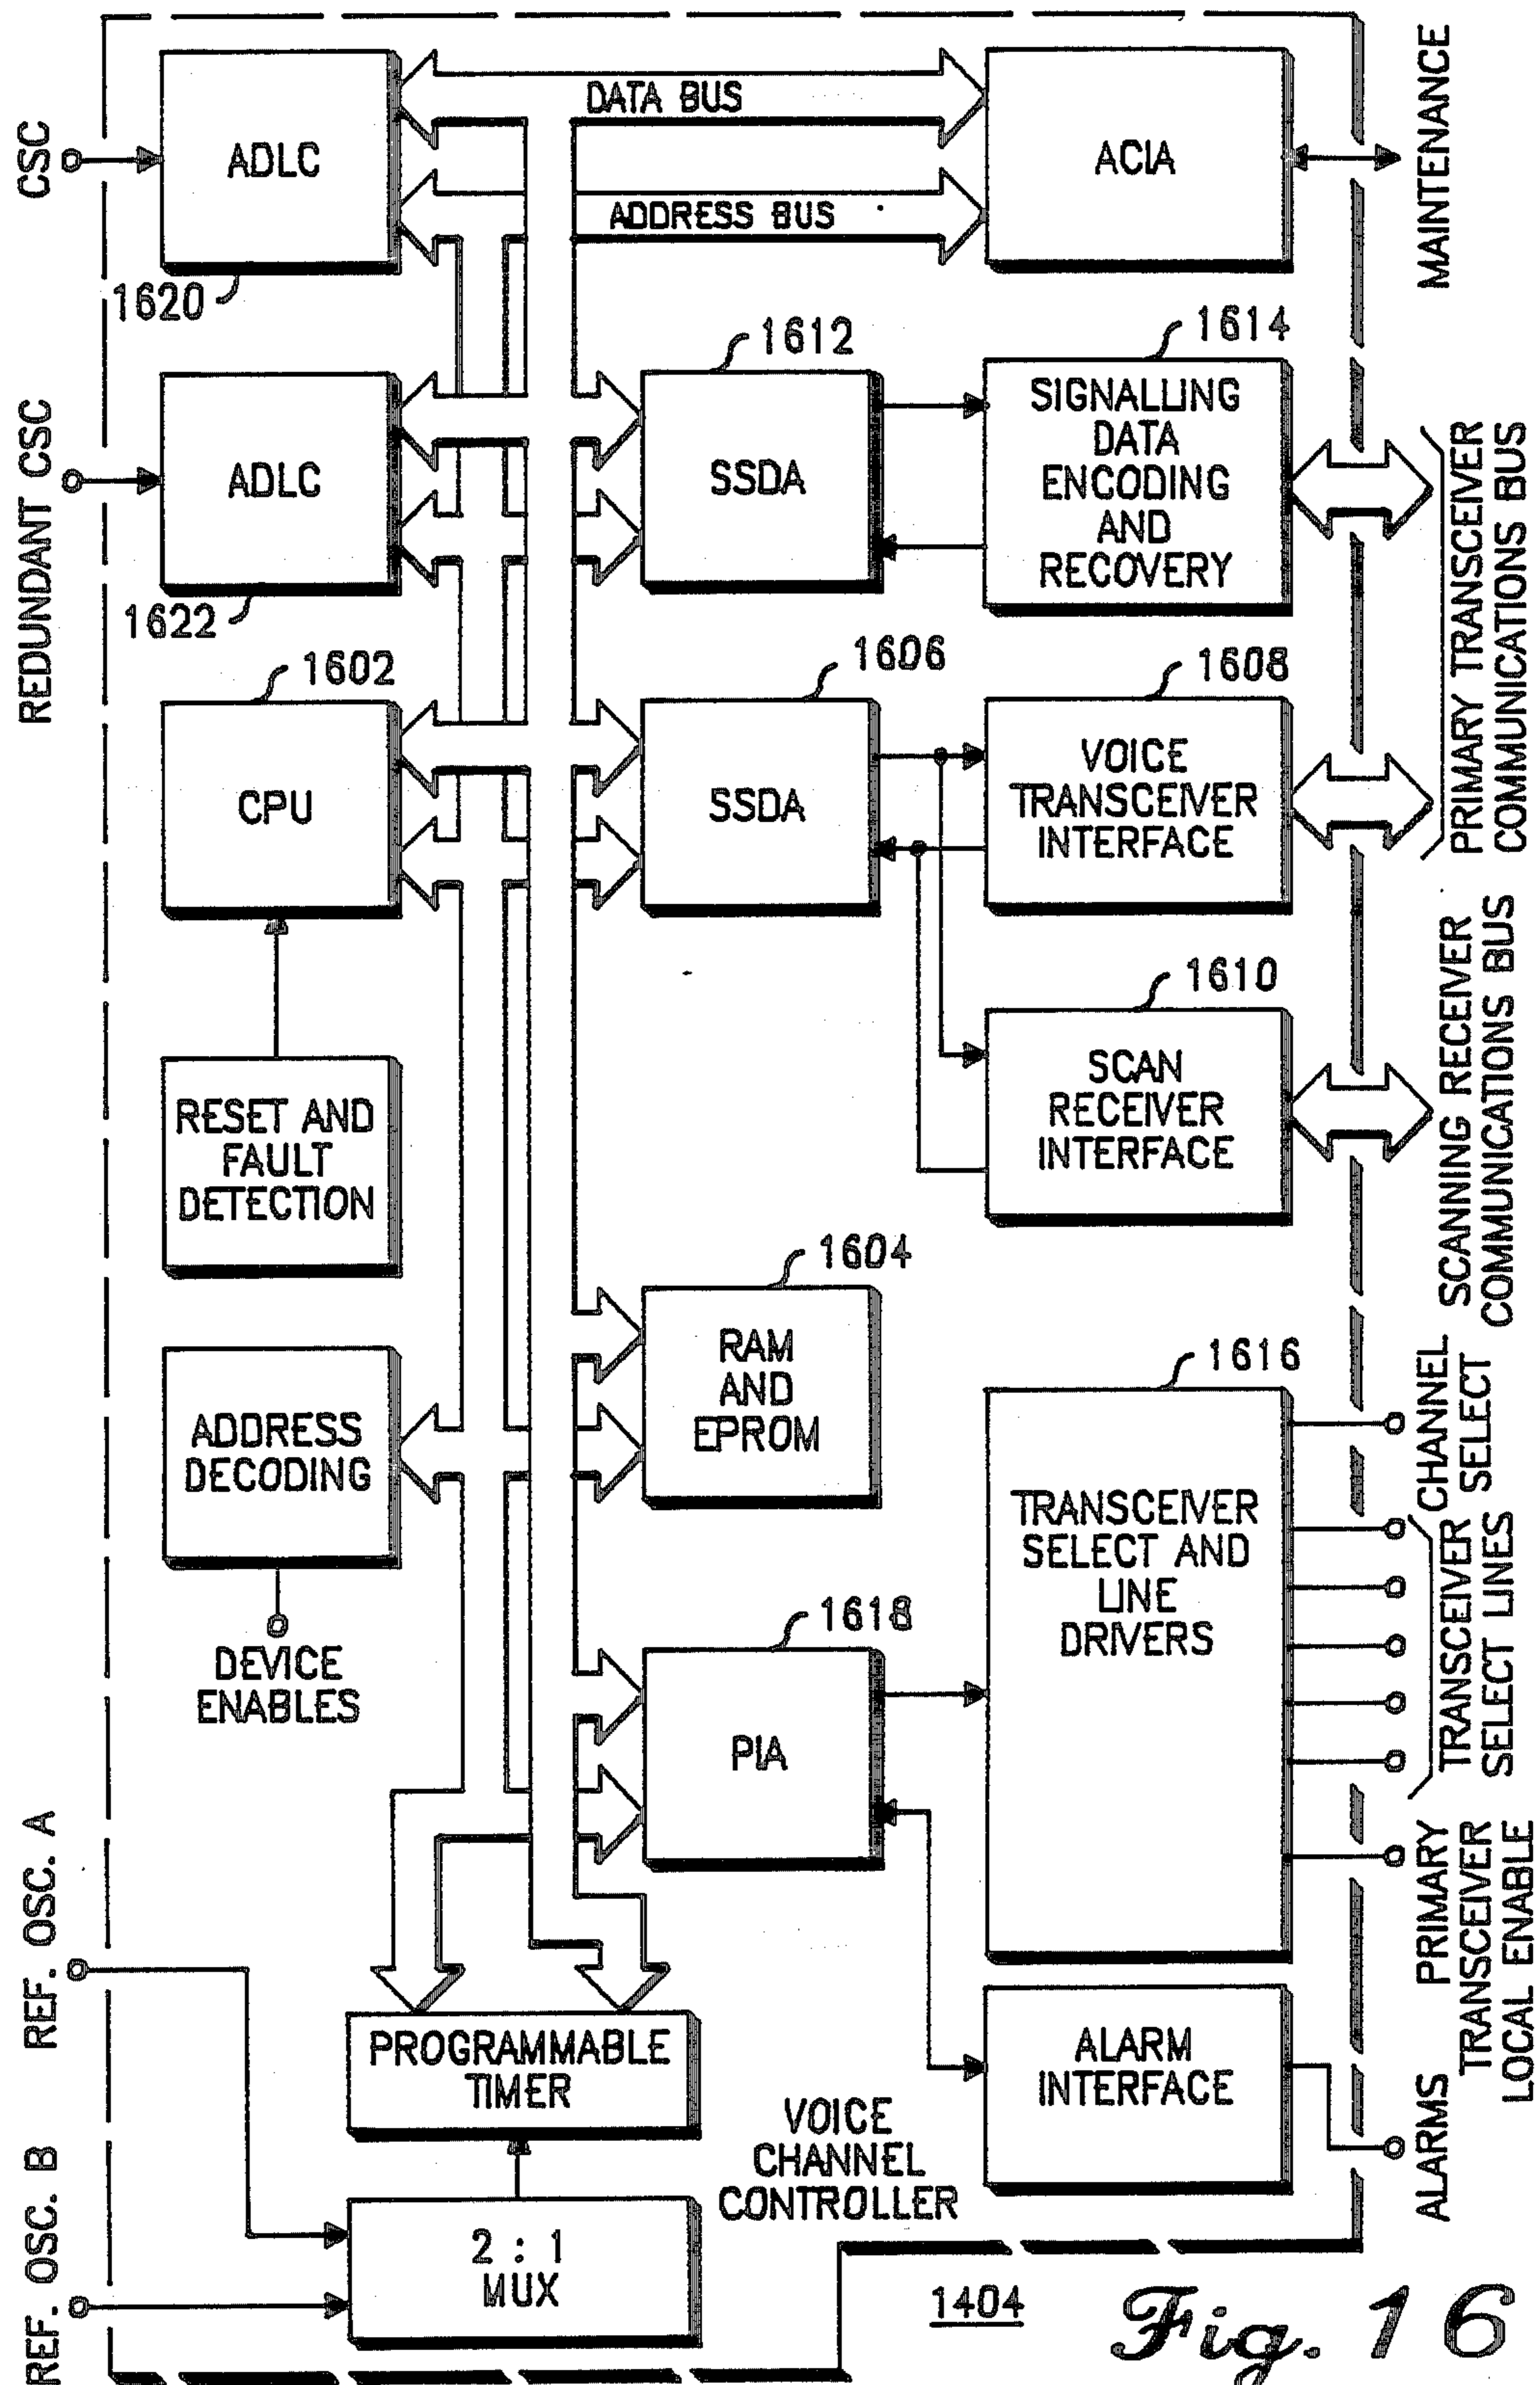 CSC
REDUNDANT CSC
REF. OSC. A
REF. OSC. B
ADLC
1620
DATA BUS
ADDRESS BUS
ACIA
MAINTENANCE
ADLC
1622
1612
SSDA
1614
SIGNALLING
DATA
ENCODING
AND
RECOVERY
1602
CPU
1606
SSDA
1608
VOICE
TRANSCEIVER
INTERFACE
PRIMARY TRANSCEIVER
COMMUNICATIONS BUS
RESET AND
FAULT
DETECTION
1610
SCAN
RECEIVER
INTERFACE
SCANNING RECEIVER
COMMUNICATIONS BUS
ADDRESS
DECODING
DEVICE
ENABLES
1604
RAM
AND
EPROM
1616
TRANSCEIVER
SELECT AND
LINE
DRIVERS
CHANNEL
SELECT
TRANSCEIVER
SELECT LINES
1618
PIA
PRIMARY
TRANSCEIVER
LOCAL ENABLE
PROGRAMMABLE
TIMER
ALARM
INTERFACE
ALARMS
2 : 1
MUX
VOICE
CHANNEL
CONTROLLER
1404
Fig. 16